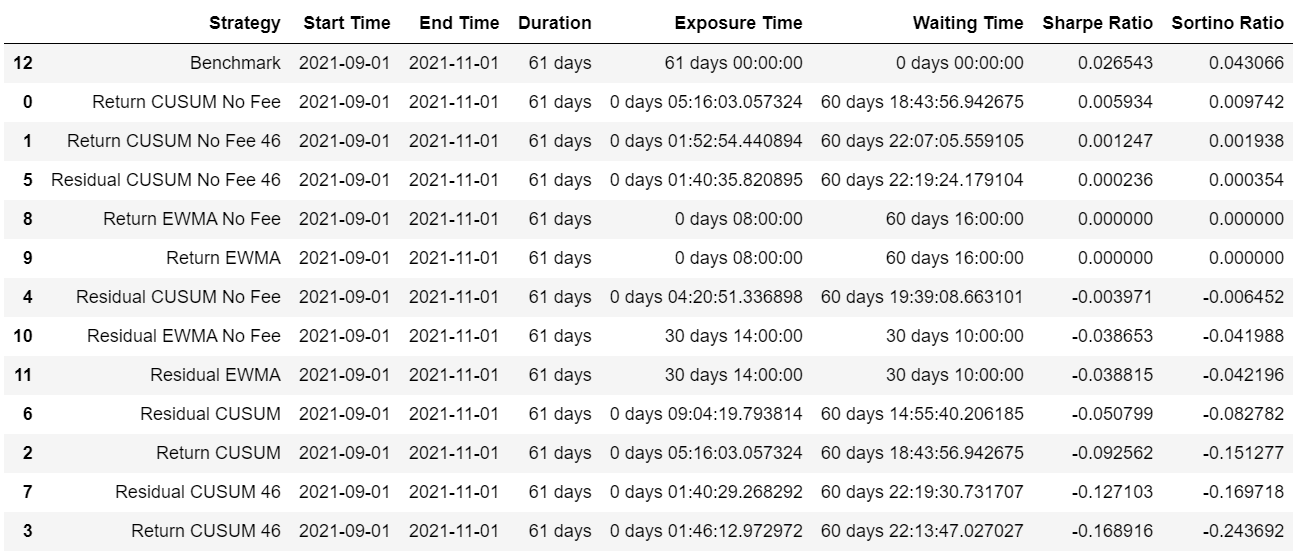 Strategy Start Time End Time Duration Exposure Time Waiting Time Sharpe Ratio Sortino Ratio
12 Benchmark 2021-09-01 2021-11-01 61 days 61 days 00:00:00 0 days 00:00:00 0.026543 0.043066
0 Return CUSUM No Fee 2021-09-01 2021-11-01 61 days 0 days 05:16:03.057324 60 days 18:43:56.942675 0.005934 0.009742
1 Return CUSUM No Fee 46 2021-09-01 2021-11-01 61 days 0 days 01:52:54.440894 60 days 22:07:05.559105 0.001247 0.001938
5 Residual CUSUM No Fee 46 2021-09-01 2021-11-01 61 days 0 days 01:40:35.820895 60 days 22:19:24.179104 0.000236 0.000354
8 Return EWMA No Fee 2021-09-01 2021-11-01 61 days 0 days 08:00:00 60 days 16:00:00 0.000000 0.000000
9 Return EWMA 2021-09-01 2021-11-01 61 days 0 days 08:00:00 60 days 16:00:00 0.000000 0.000000
4 Residual CUSUM No Fee 2021-09-01 2021-11-01 61 days 0 days 04:20:51.336898 60 days 19:39:08.663101 -0.003971 -0.006452
10 Residual EWMA No Fee 2021-09-01 2021-11-01 61 days 30 days 14:00:00 30 days 10:00:00 -0.038653 -0.041988
11 Residual EWMA 2021-09-01 2021-11-01 61 days 30 days 14:00:00 30 days 10:00:00 -0.038815 -0.042196
6 Residual CUSUM 2021-09-01 2021-11-01 61 days 0 days 09:04:19.793814 60 days 14:55:40.206185 -0.050799 -0.082782
2 Return CUSUM 2021-09-01 2021-11-01 61 days 0 days 05:16:03.057324 60 days 18:43:56.942675 -0.092562 -0.151277
7 Residual CUSUM 46 2021-09-01 2021-11-01 61 days 0 days 01:40:29.268292 60 days 22:19:30.731707 -0.127103 -0.169718
3 Return CUSUM 46 2021-09-01 2021-11-01 61 days 0 days 01:46:12.972972 60 days 22:13:47.027027 -0.168916 -0.243692